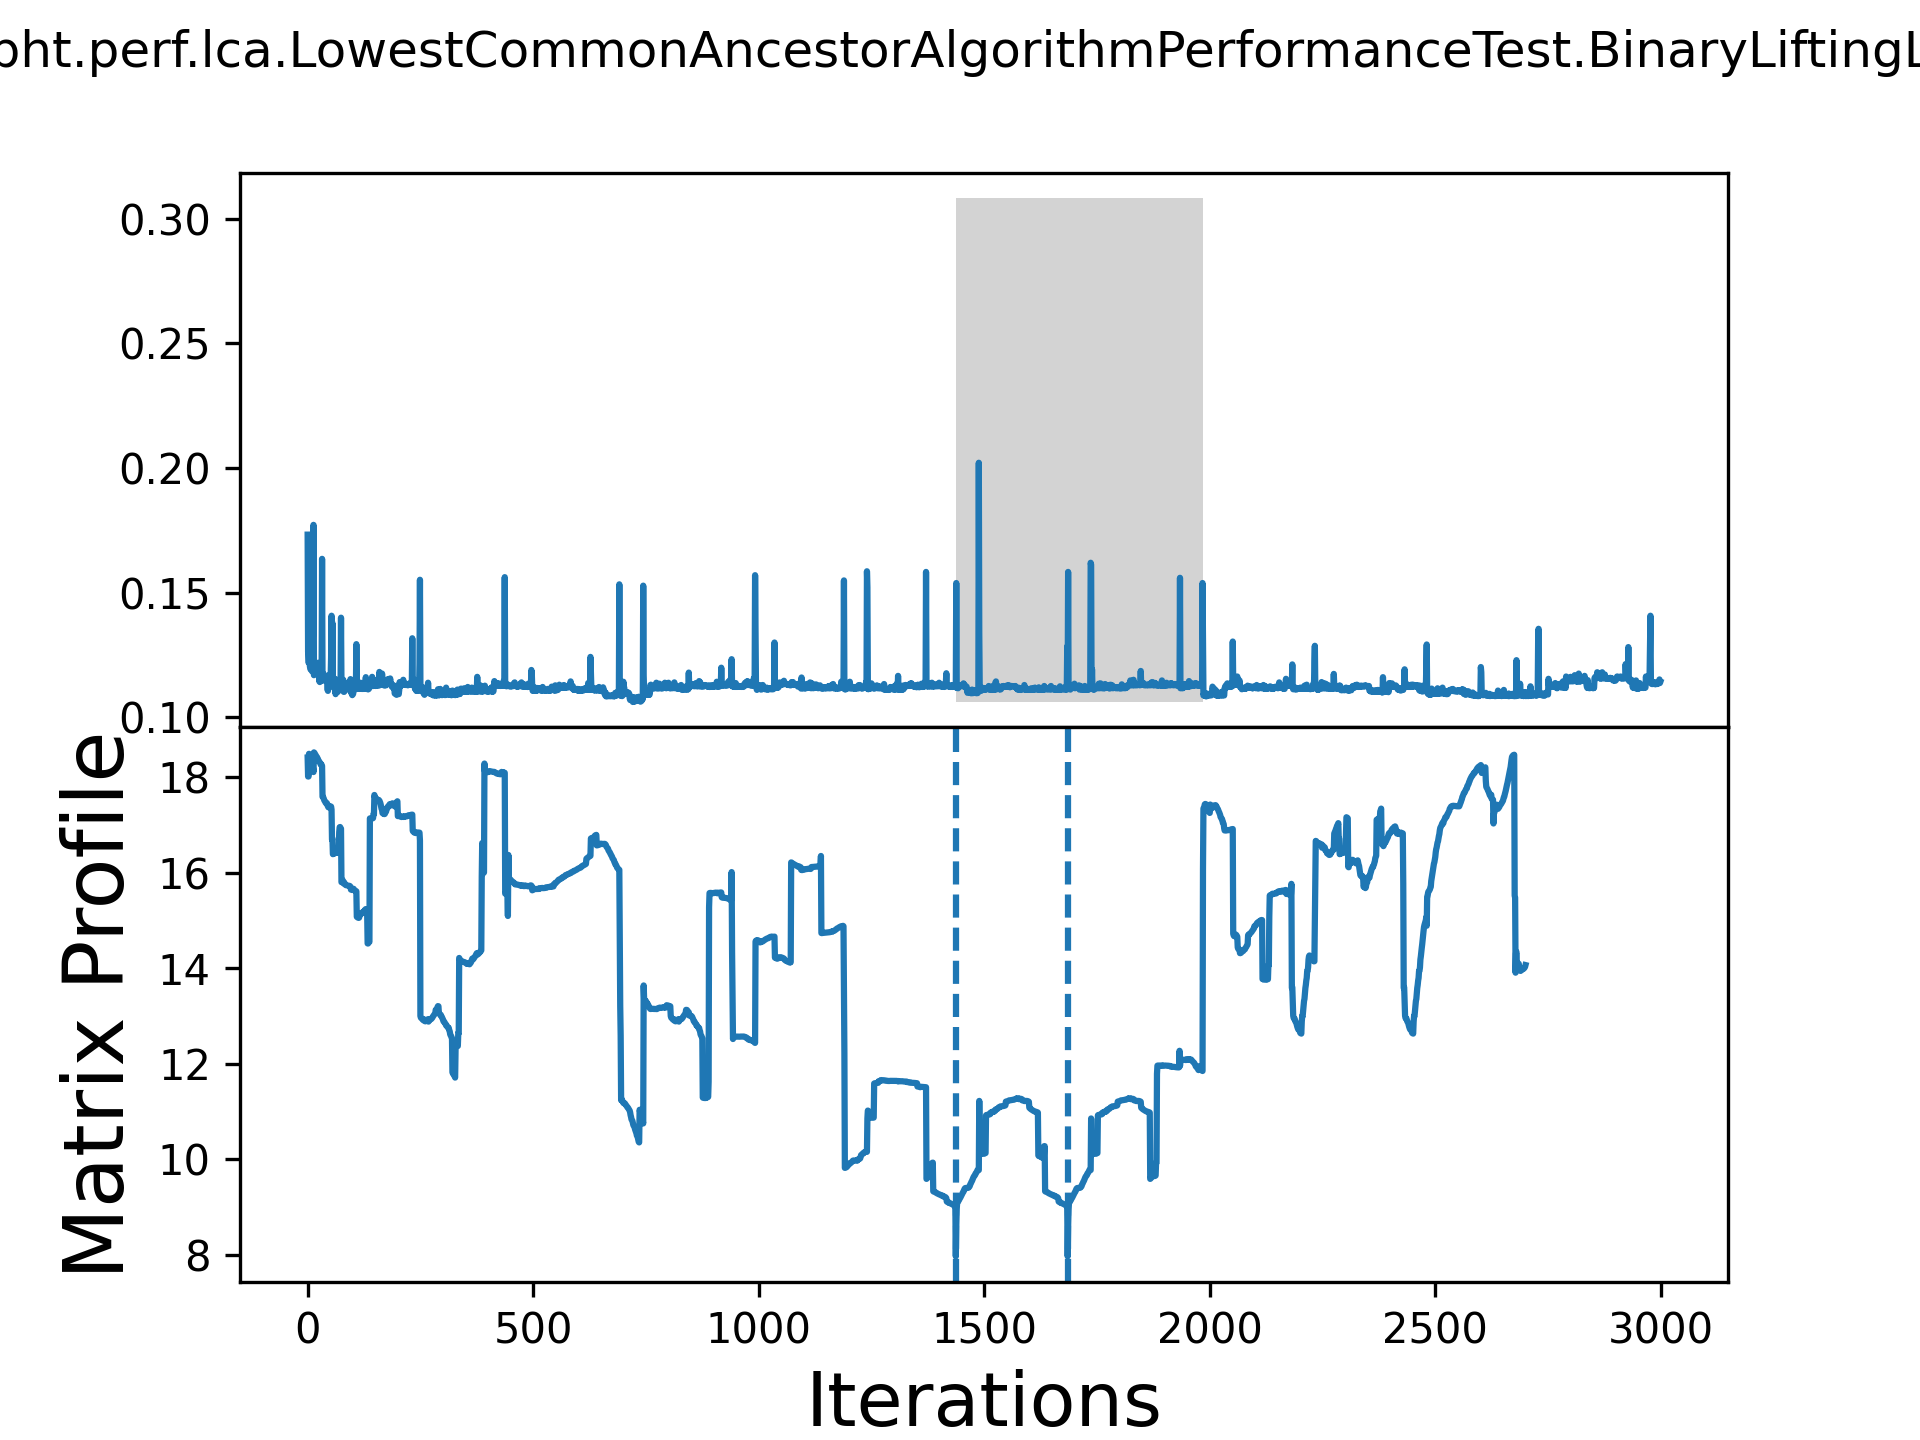 pht.perf.lca.LowestCommonAncestorAlgorithmPerformanceTest.BinaryLiftingL
0.30
0.25
0.20
0.15
0.10
Matrix Profile
18
16
14
12
10
8
0 500 1000 1500 2000 2500 3000
Iterations